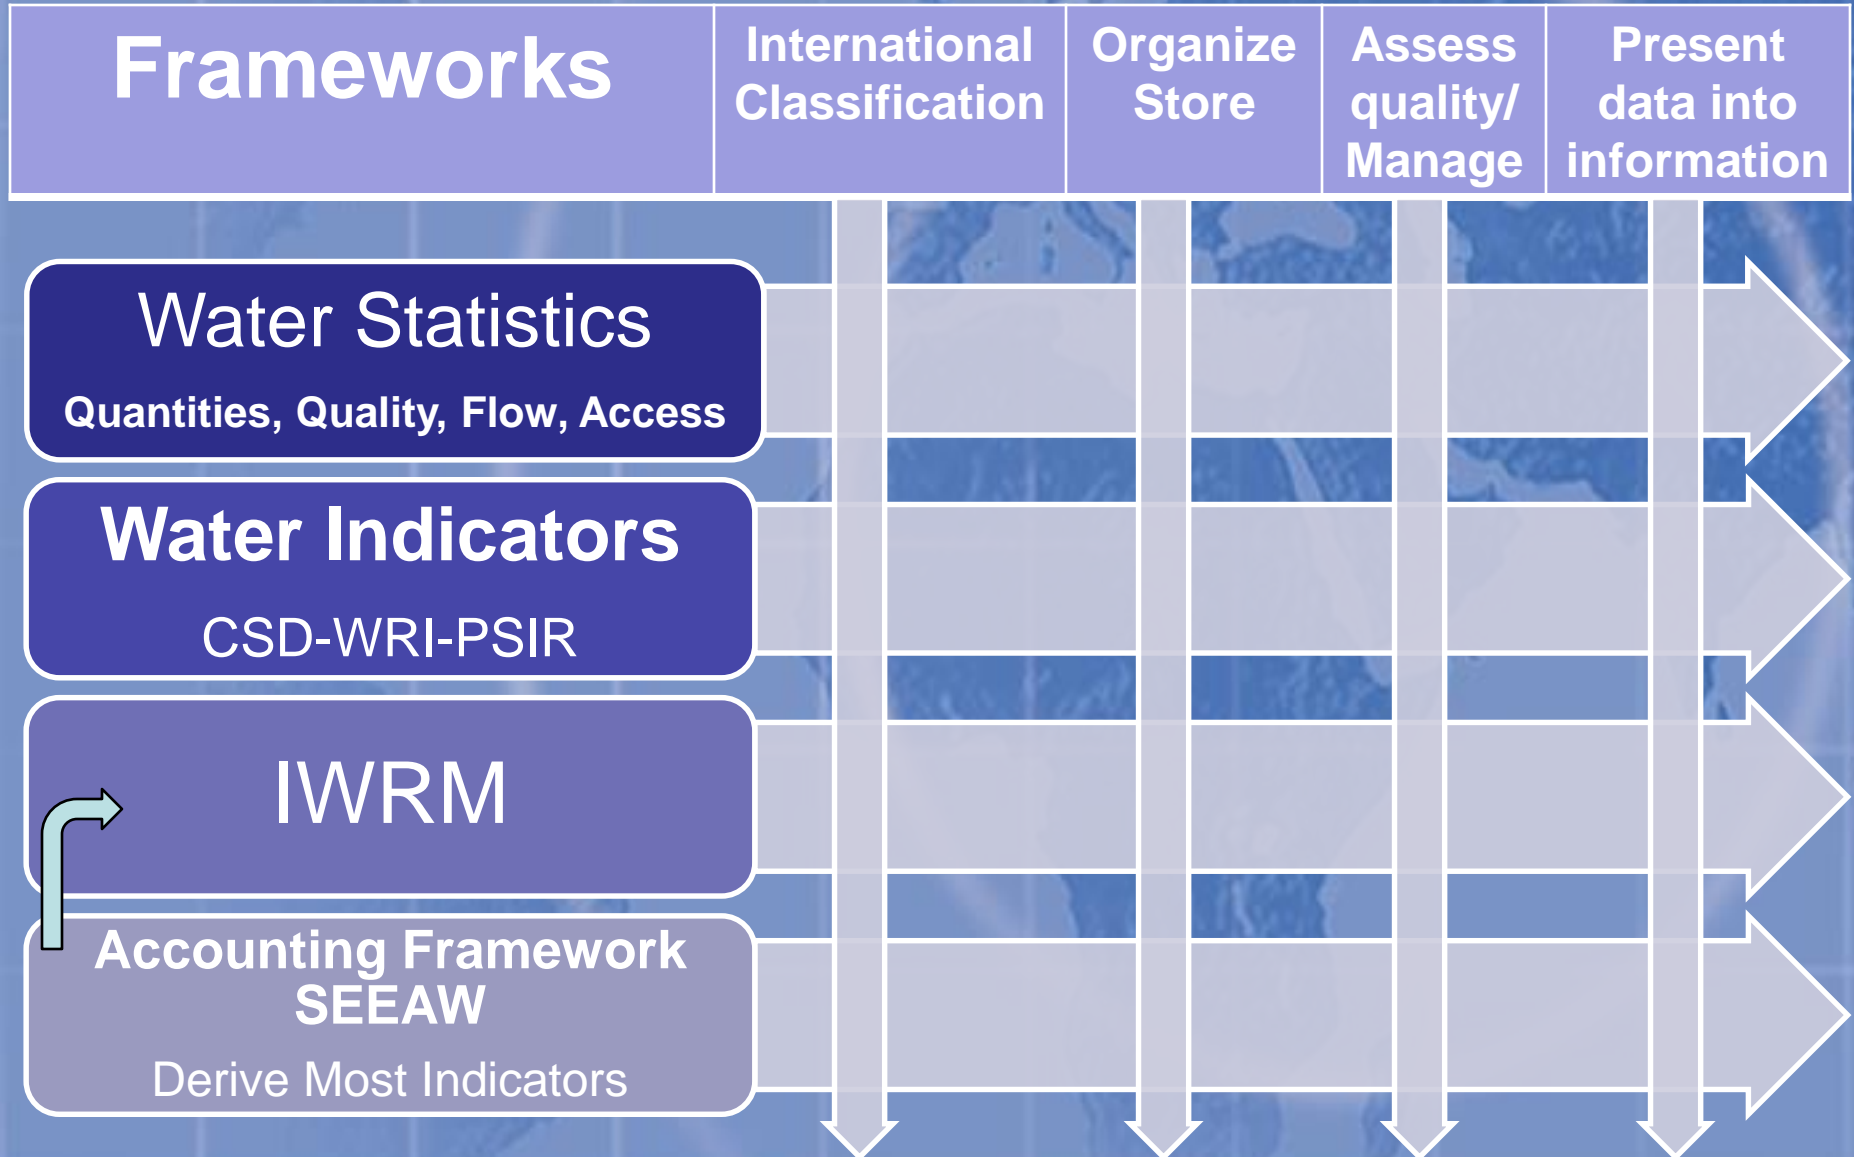 Frameworks
International
Classification
Organize
Store
Assess
quality/
Manage
Present
data into
information
Water Statistics
Quantities, Quality, Flow, Access
Water Indicators
CSD-WRI-PSIR
IWRM
Accounting Framework
SEEAW
Derive Most Indicators